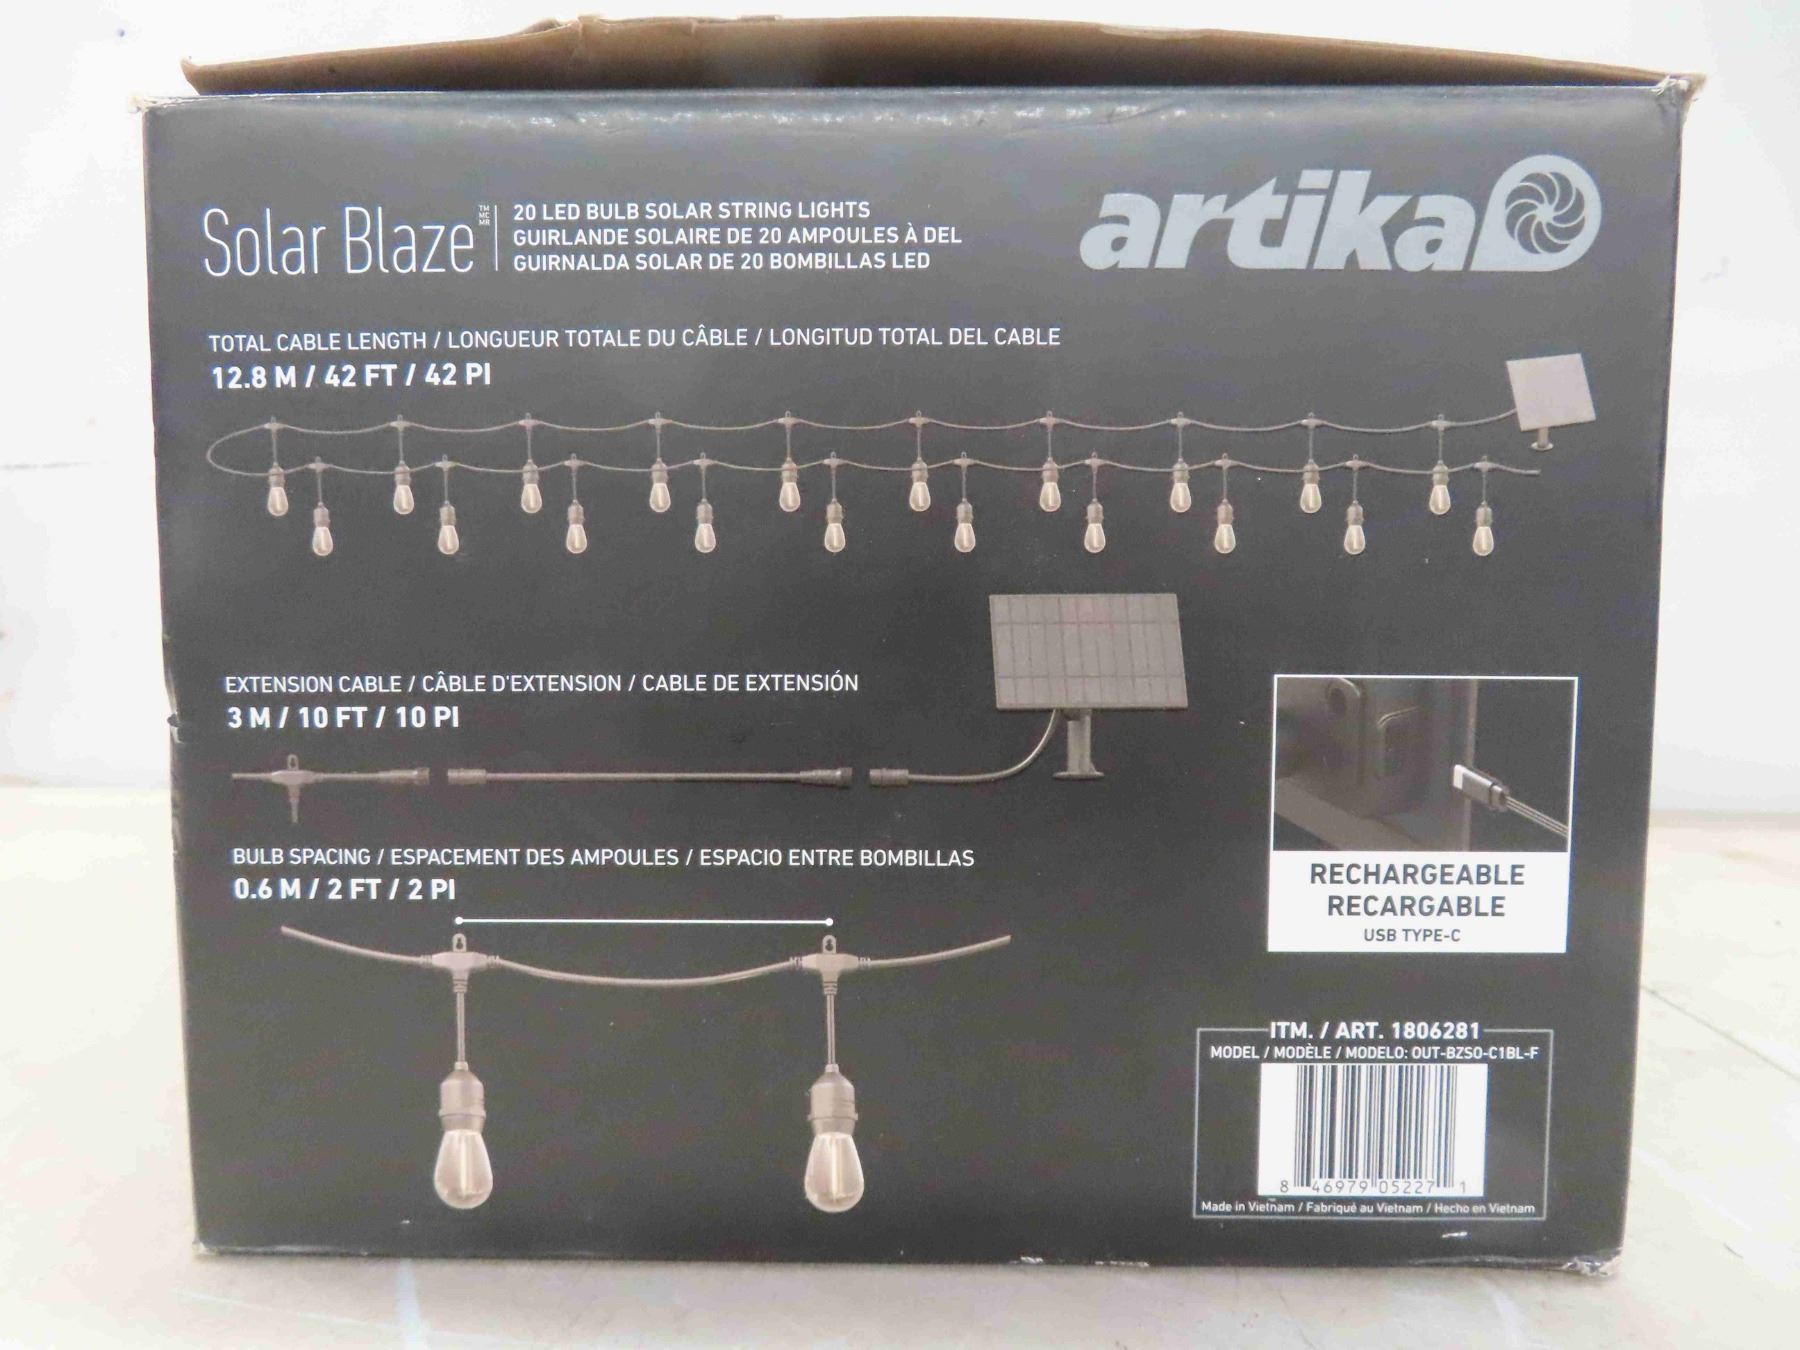 Solar Blaze
TM
MC
MR
20 LED BULB SOLAR STRING LIGHTS
GUIRLANDE SOLAIRE DE 20 AMPOULES À DEL
GUIRNALDA SOLAR DE 20 BOMBILLAS LED
artika
TOTAL CABLE LENGTH / LONGUEUR TOTALE DU CÂBLE / LONGITUD TOTAL DEL CABLE
12.8 M / 42 FT / 42 PI
EXTENSION CABLE / CÂBLE D'EXTENSION / CABLE DE EXTENSIÓN
3 M / 10 FT / 10 PI
BULB SPACING / ESPACEMENT DES AMPOULES / ESPACIO ENTRE BOMBILLAS
0.6 M / 2 FT / 2 PI
RECHARGEABLE
RECARGABLE
USB TYPE-C
ITM. / ART. 1806281
MODEL / MODÈLE / MODELO: OUT-BZSO-C1BL-F
8 46979 05227 1
Made in Vietnam / Fabriqué au Vietnam / Hecho en Vietnam